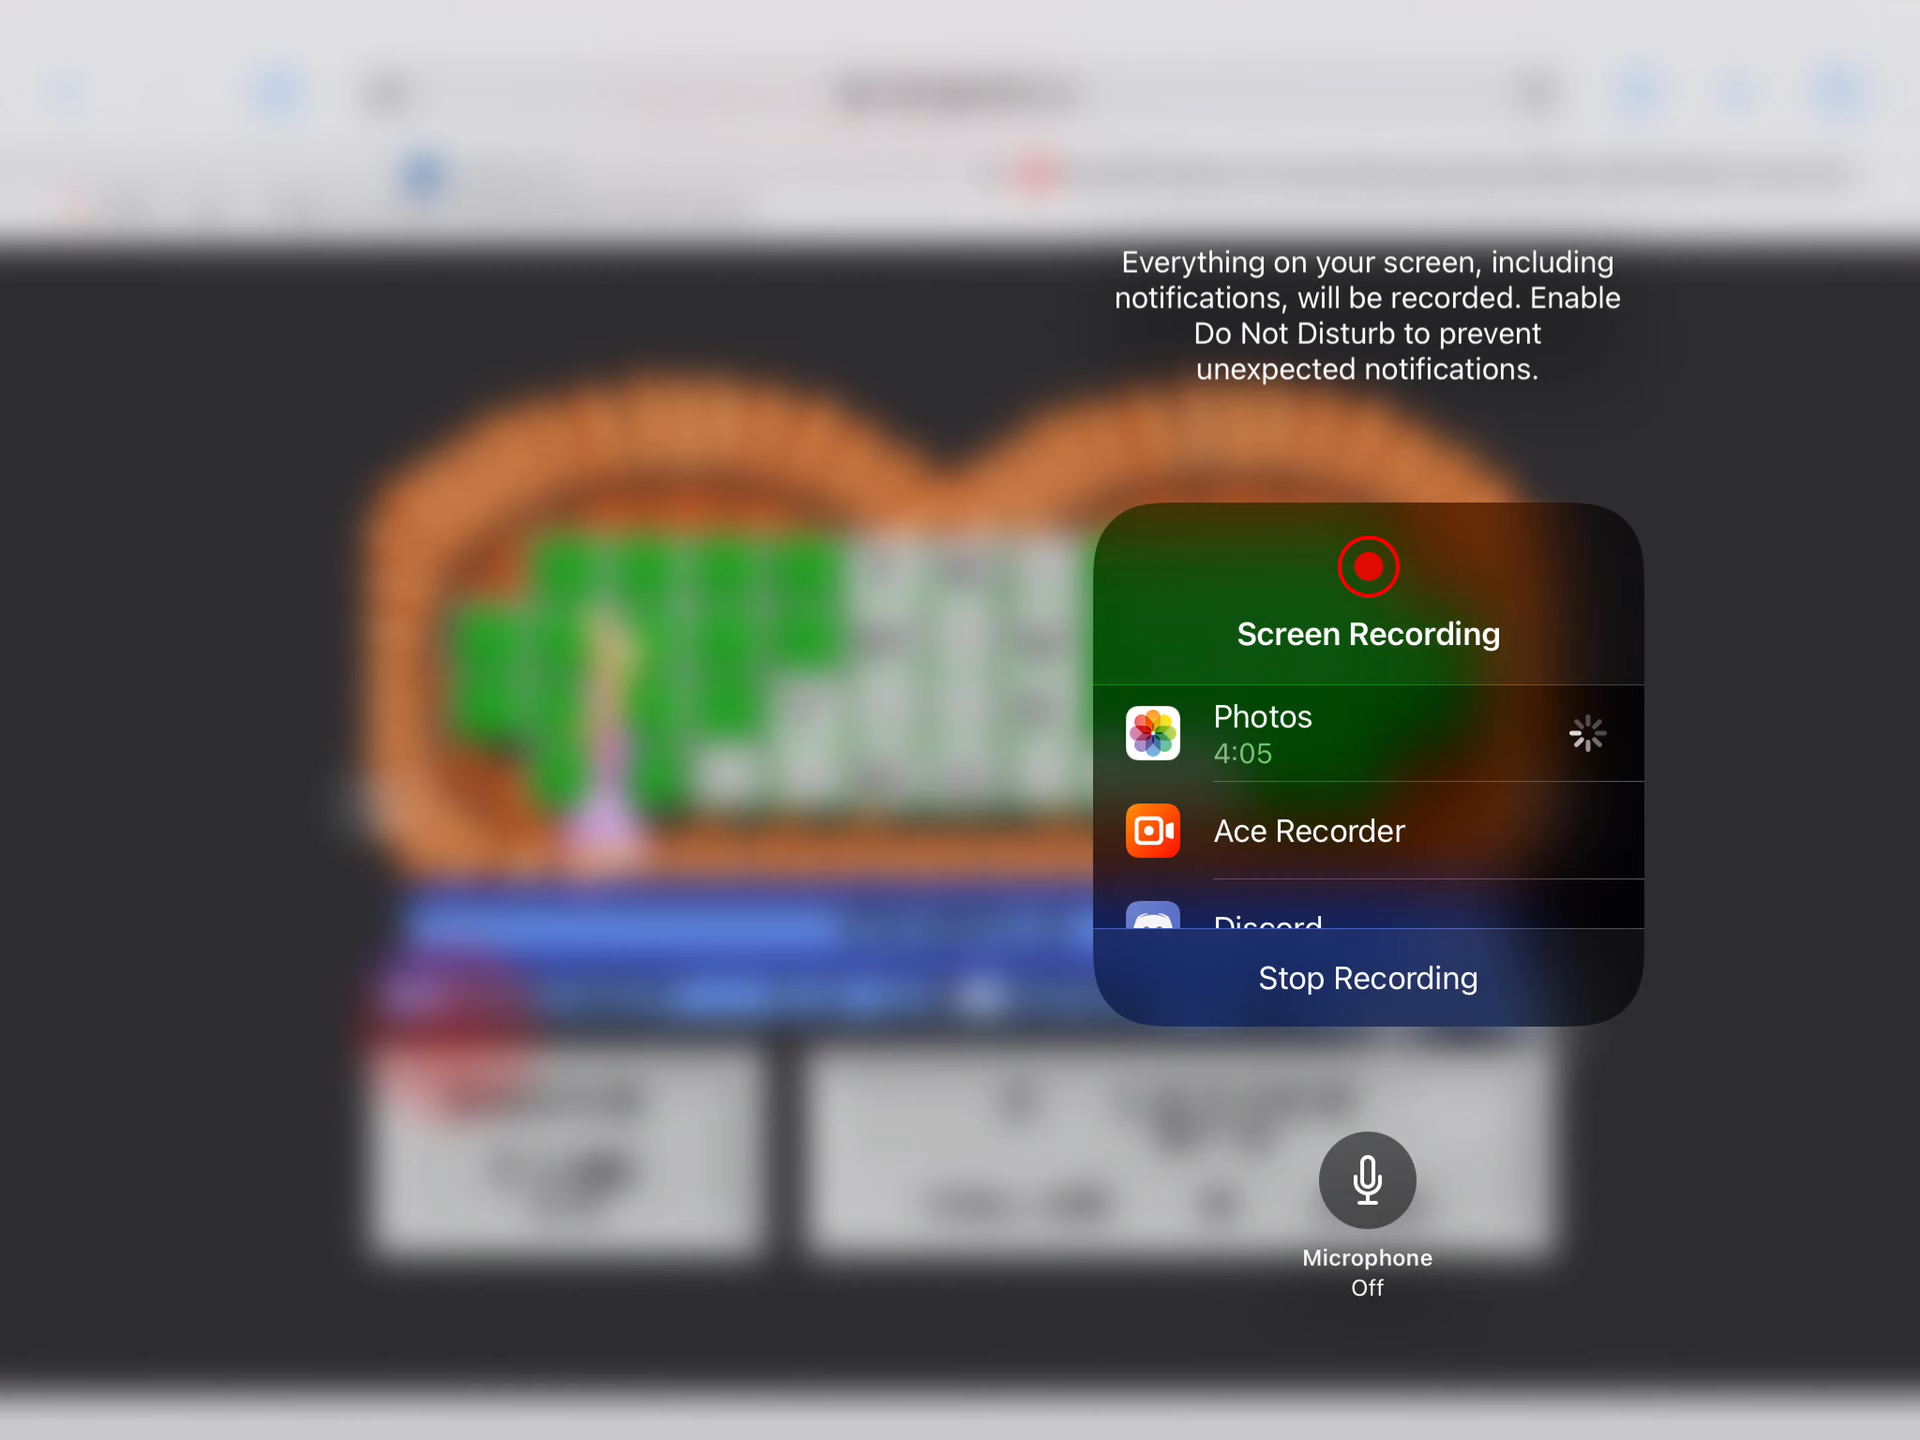 Everything on your screen, including
notifications, will be recorded. Enable
Do Not Disturb to prevent
unexpected notifications.
Screen Recording
Photos
4:05
Ace Recorder
Discord
Stop Recording
Microphone
Off